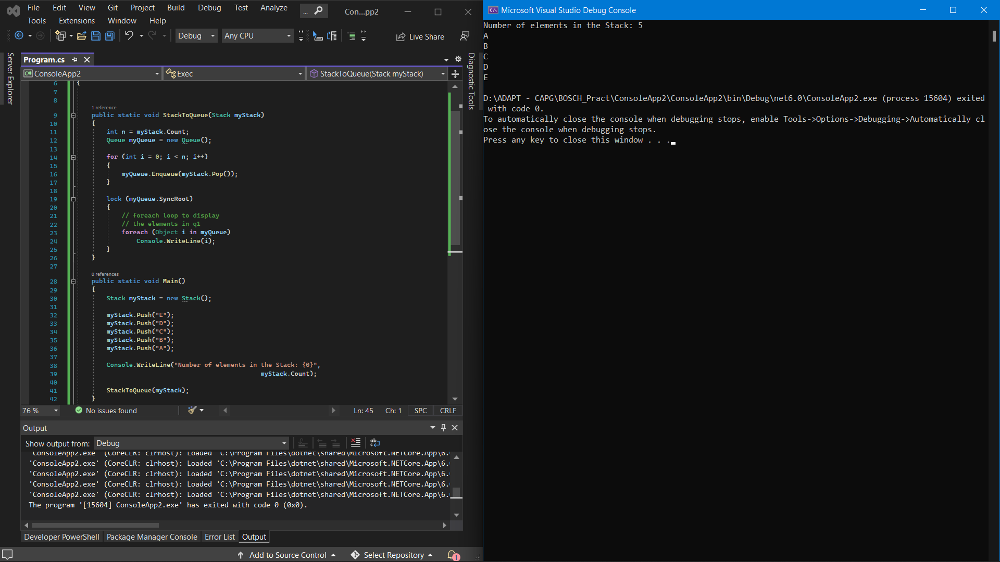 File Edit View Git Project Build Debug Test Analyze ... Con...pp2
Tools Extensions Window Help
Debug Any CPU Live Share
Server Explorer
Program.cs
ConsoleApp2 Exec StackToQueue(Stack myStack)
Diagnostic Tools
6 {
7
8
1 reference
9 public static void StackToQueue(Stack myStack)
10 {
11 int n = myStack.Count;
12 Queue myQueue = new Queue();
13
14 for (int i = 0; i < n; i++)
15 {
16 myQueue.Enqueue(myStack.Pop());
17 }
18
19 lock (myQueue.SyncRoot)
20 {
21 // foreach loop to display
22 // the elements in q1
23 foreach (Object i in myQueue)
24 Console.WriteLine(i);
25 }
26 }
27
0 references
28 public static void Main()
29 {
30 Stack myStack = new Stack();
31
32 myStack.Push("E");
33 myStack.Push("D");
34 myStack.Push("C");
35 myStack.Push("B");
36 myStack.Push("A");
37
38 Console.WriteLine("Number of elements in the Stack: {0}",
39 myStack.Count);
40
41 StackToQueue(myStack);
42 }
76 % No issues found Ln: 45 Ch: 1 SPC CRLF
Output
Show output from: Debug
'ConsoleApp2.exe' (CoreCLR: clrhost): Loaded 'C:\Program Files\dotnet\shared\Microsoft.NETCore.App\6.
'ConsoleApp2.exe' (CoreCLR: clrhost): Loaded 'C:\Program Files\dotnet\shared\Microsoft.NETCore.App\6.
'ConsoleApp2.exe' (CoreCLR: clrhost): Loaded 'C:\Program Files\dotnet\shared\Microsoft.NETCore.App\6.
'ConsoleApp2.exe' (CoreCLR: clrhost): Loaded 'C:\Program Files\dotnet\shared\Microsoft.NETCore.App\6.
'ConsoleApp2.exe' (CoreCLR: clrhost): Loaded 'C:\Program Files\dotnet\shared\Microsoft.NETCore.App\6.
The program '[15604] ConsoleApp2.exe' has exited with code 0 (0x0).
Developer PowerShell Package Manager Console Error List Output
Add to Source Control Select Repository 1
Microsoft Visual Studio Debug Console
Number of elements in the Stack: 5
A
B
C
D
E
D:\ADAPT - CAPG\BOSCH_Pract\ConsoleApp2\ConsoleApp2\bin\Debug\net6.0\ConsoleApp2.exe (process 15604) exited
with code 0.
To automatically close the console when debugging stops, enable Tools->Options->Debugging->Automatically cl
ose the console when debugging stops.
Press any key to close this window . . .